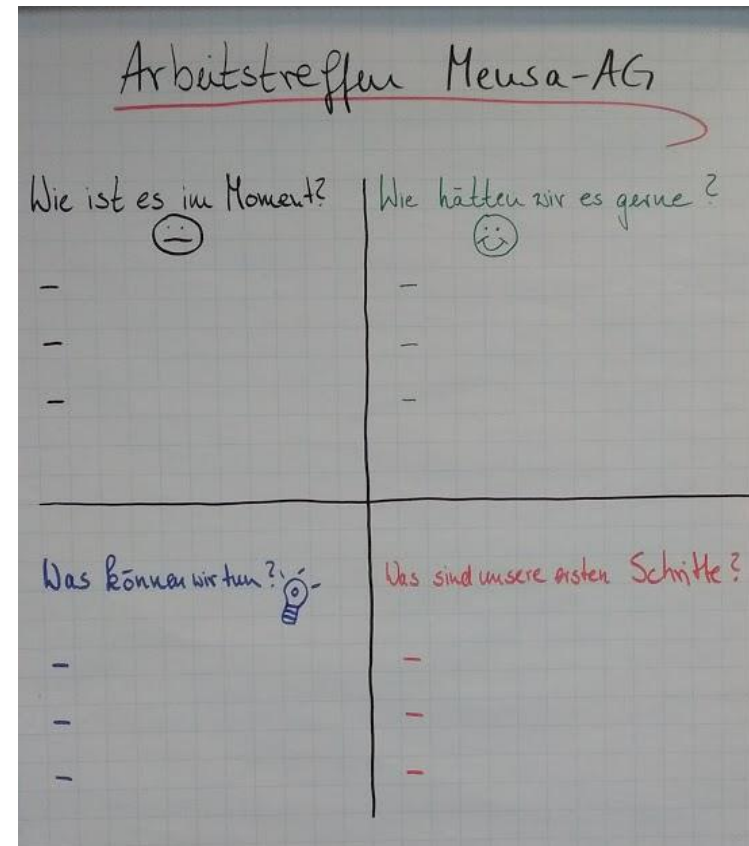 Arbeitstreffen Mensa-AG
Wie ist es im Moment?
-
-
-
Wie hätten wir es gerne?
-
-
-
Was können wir tun?
-
-
-
Was sind unsere ersten Schritte?
-
-
-